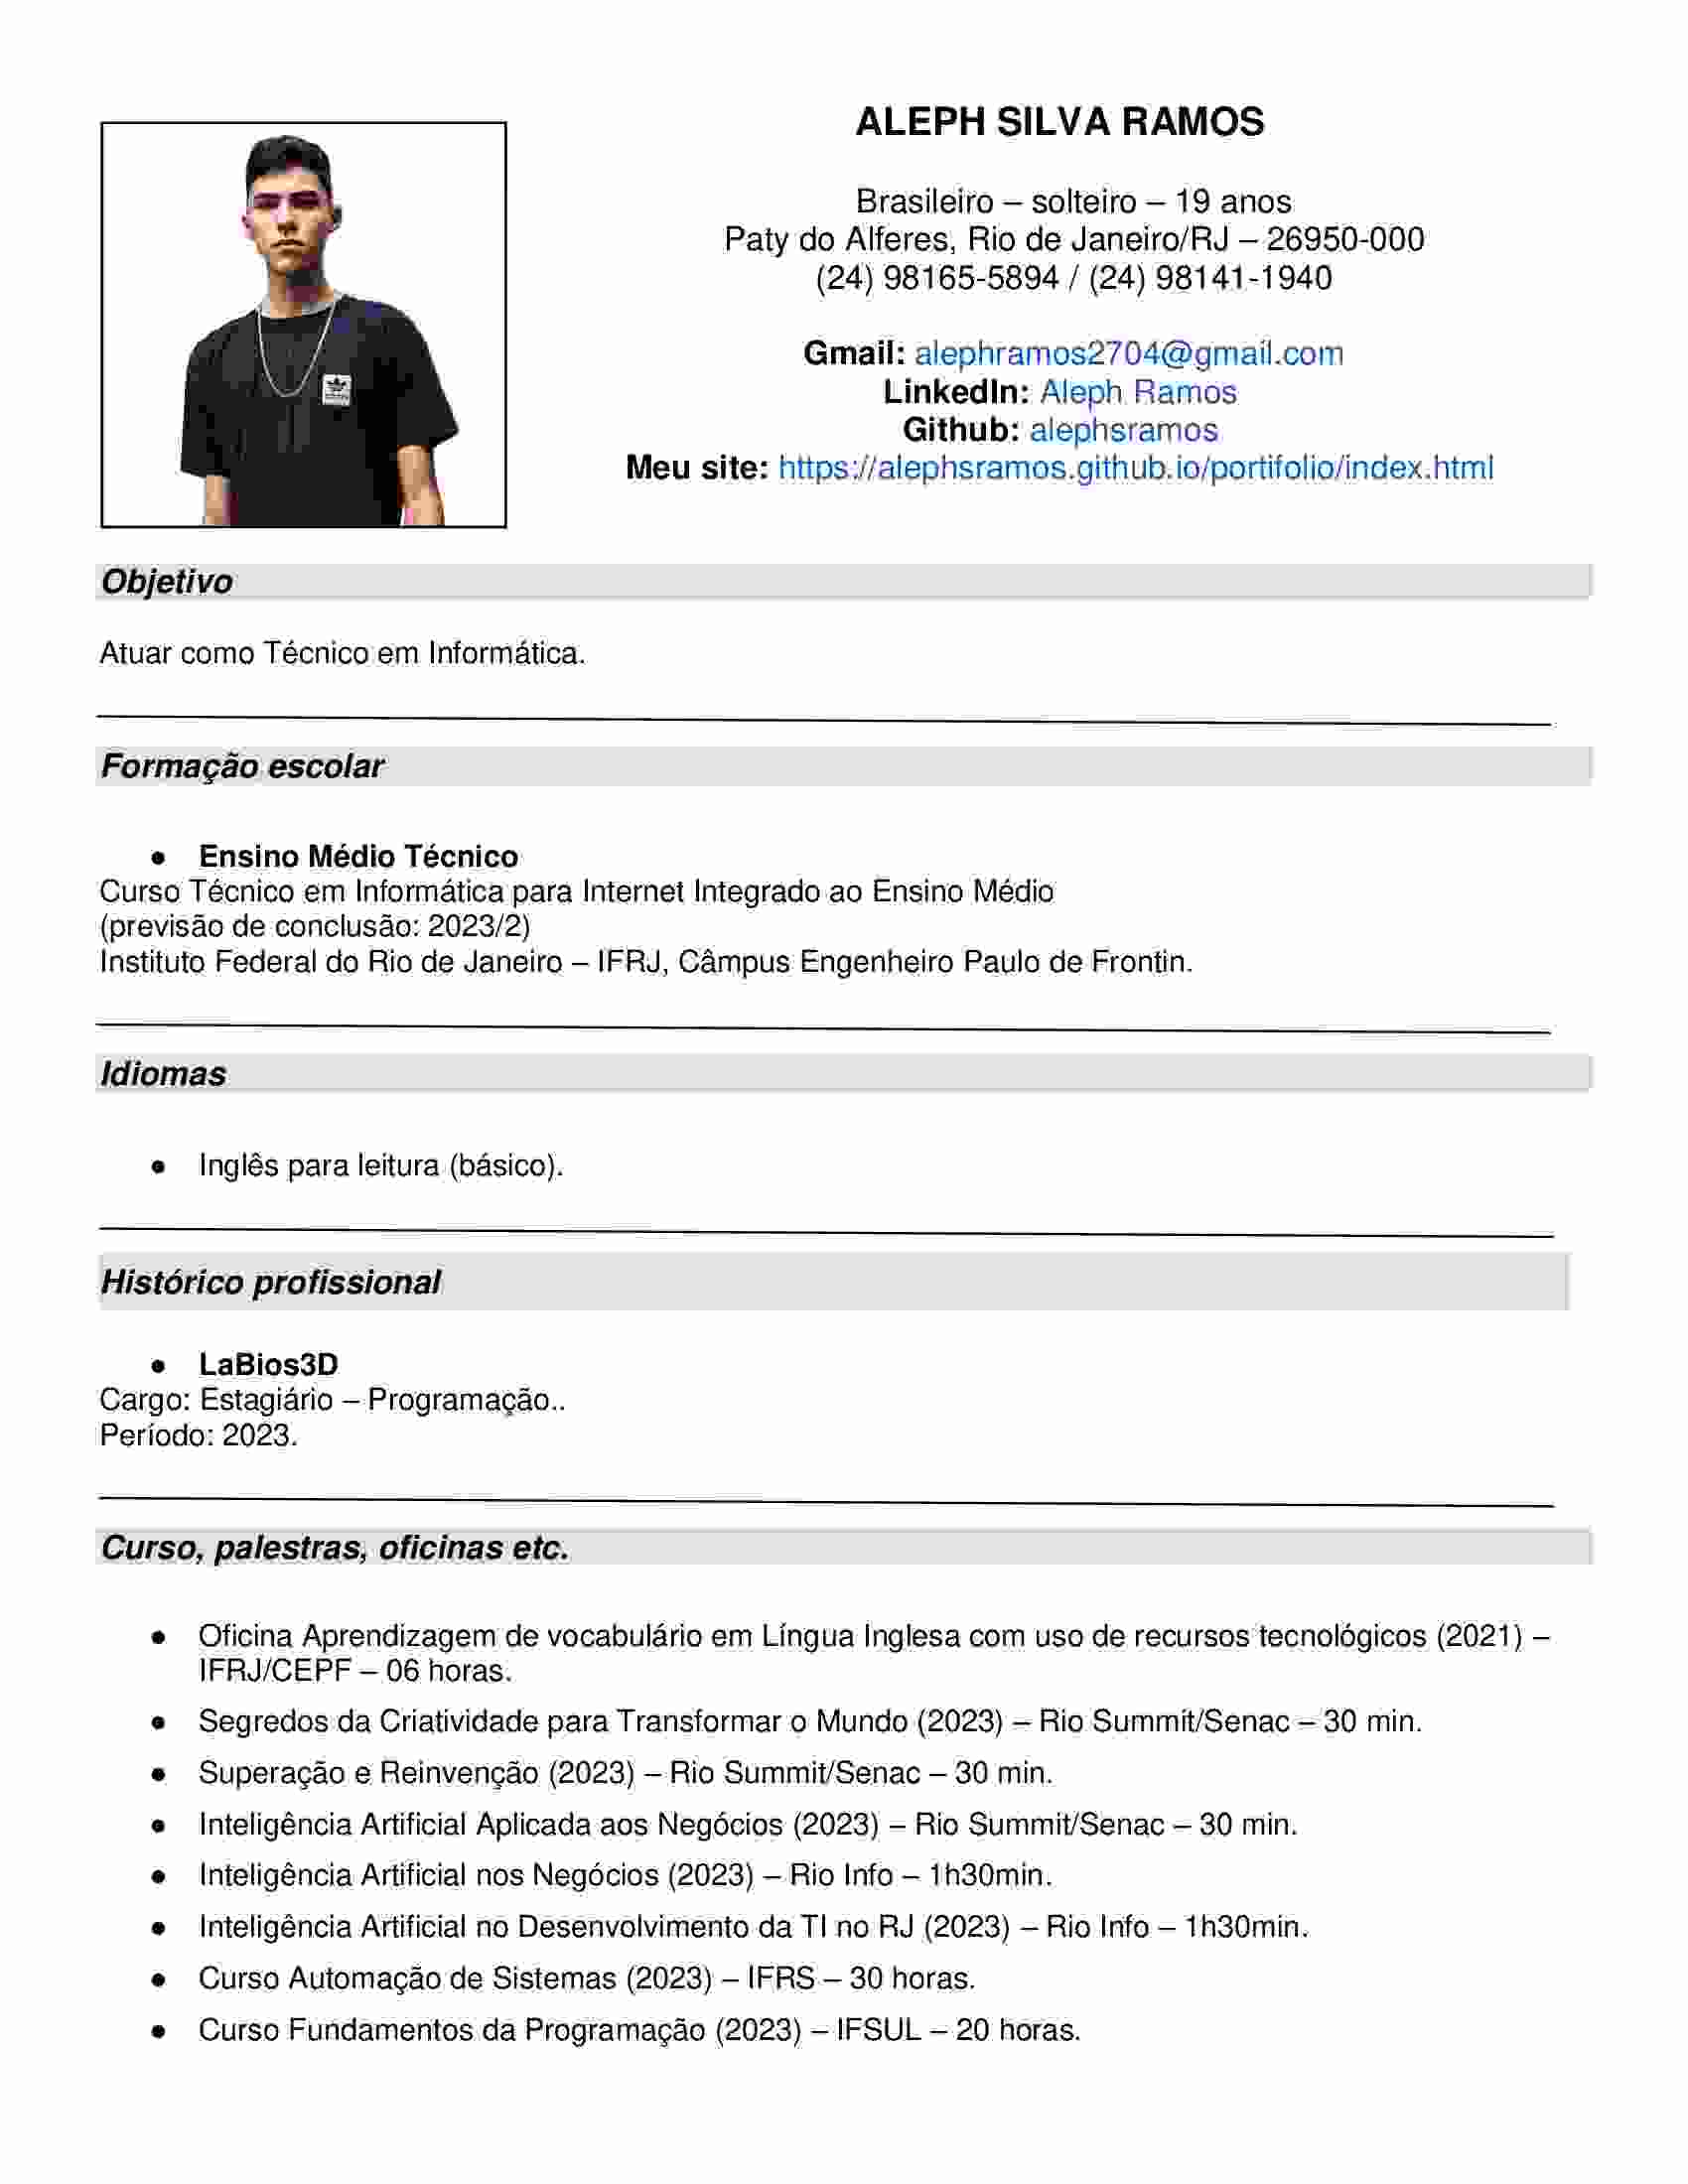 ALEPH SILVA RAMOS
Brasileiro – solteiro – 19 anos
Paty do Alferes, Rio de Janeiro/RJ – 26950-000
(24) 98165-5894 / (24) 98141-1940
Gmail: alephramos2704@gmail.com
LinkedIn: Aleph Ramos
Github: alephsramos
Meu site: https://alephsramos.github.io/portifolio/index.html
Objetivo
Atuar como Técnico em Informática.
Formação escolar
● Ensino Médio Técnico
Curso Técnico em Informática para Internet Integrado ao Ensino Médio
(previsão de conclusão: 2023/2)
Instituto Federal do Rio de Janeiro – IFRJ, Câmpus Engenheiro Paulo de Frontin.
Idiomas
● Inglês para leitura (básico).
Histórico profissional
● LaBios3D
Cargo: Estagiário – Programação..
Período: 2023.
Curso, palestras, oficinas etc.
● Oficina Aprendizagem de vocabulário em Língua Inglesa com uso de recursos tecnológicos (2021) –
IFRJ/CEPF – 06 horas.
● Segredos da Criatividade para Transformar o Mundo (2023) – Rio Summit/Senac – 30 min.
● Superação e Reinvenção (2023) – Rio Summit/Senac – 30 min.
● Inteligência Artificial Aplicada aos Negócios (2023) – Rio Summit/Senac – 30 min.
● Inteligência Artificial nos Negócios (2023) – Rio Info – 1h30min.
● Inteligência Artificial no Desenvolvimento da TI no RJ (2023) – Rio Info – 1h30min.
● Curso Automação de Sistemas (2023) – IFRS – 30 horas.
● Curso Fundamentos da Programação (2023) – IFSUL – 20 horas.